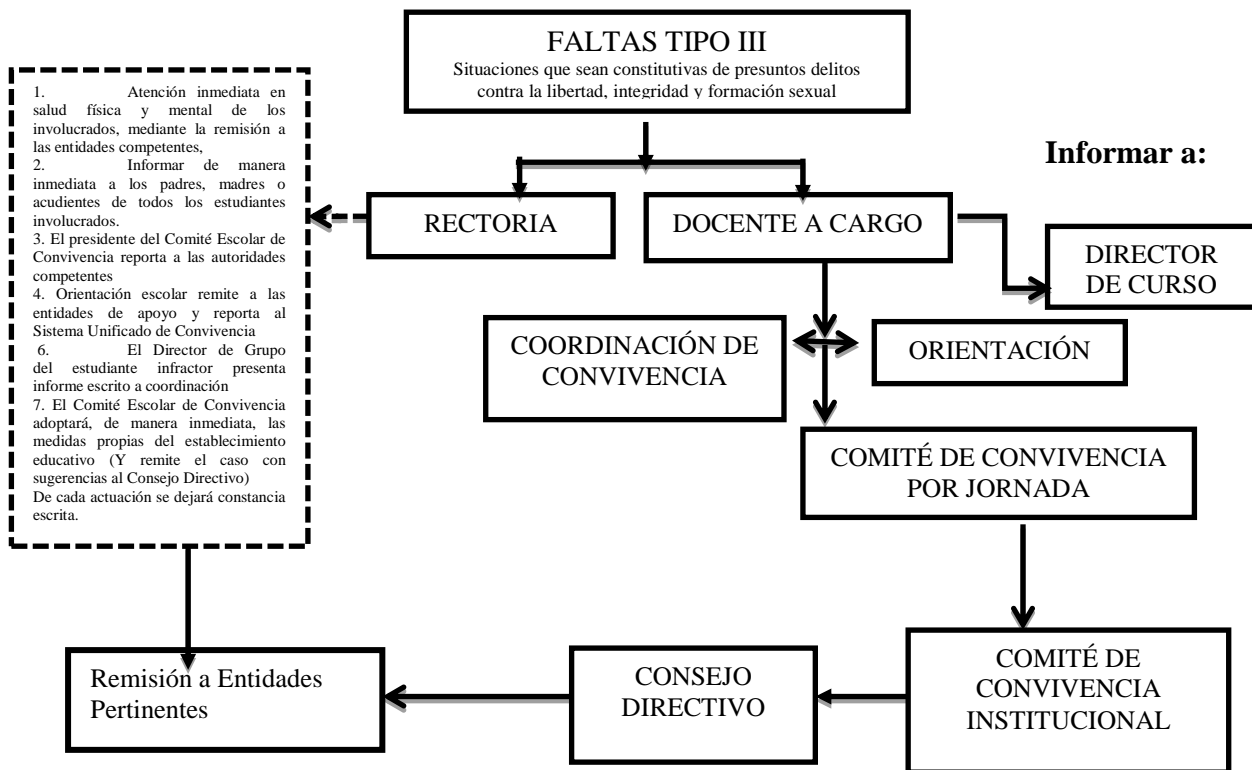 FALTAS TIPO III
Situaciones que sean constitutivas de presuntos delitos
contra la libertad, integridad y formación sexual
1. Atención inmediata en
salud física y mental de los
involucrados, mediante la remisión a
las entidades competentes,
2. Informar de manera
inmediata a los padres, madres o
acudientes de todos los estudiantes
involucrados.
3. El presidente del Comité Escolar de
Convivencia reporta a las autoridades
competentes
4. Orientación escolar remite a las
entidades de apoyo y reporta al
Sistema Unificado de Convivencia
6. El Director de Grupo
del estudiante infractor presenta
informe escrito a coordinación
7. El Comité Escolar de Convivencia
adoptará, de manera inmediata, las
medidas propias del establecimiento
educativo (Y remite el caso con
sugerencias al Consejo Directivo)
De cada actuación se dejará constancia
escrita.
Informar a:
RECTORIA
DOCENTE A CARGO
DIRECTOR
DE CURSO
COORDINACIÓN DE
CONVIVENCIA
ORIENTACIÓN
COMITÉ DE CONVIVENCIA
POR JORNADA
Remisión a Entidades
Pertinentes
CONSEJO
DIRECTIVO
COMITÉ DE
CONVIVENCIA
INSTITUCIONAL